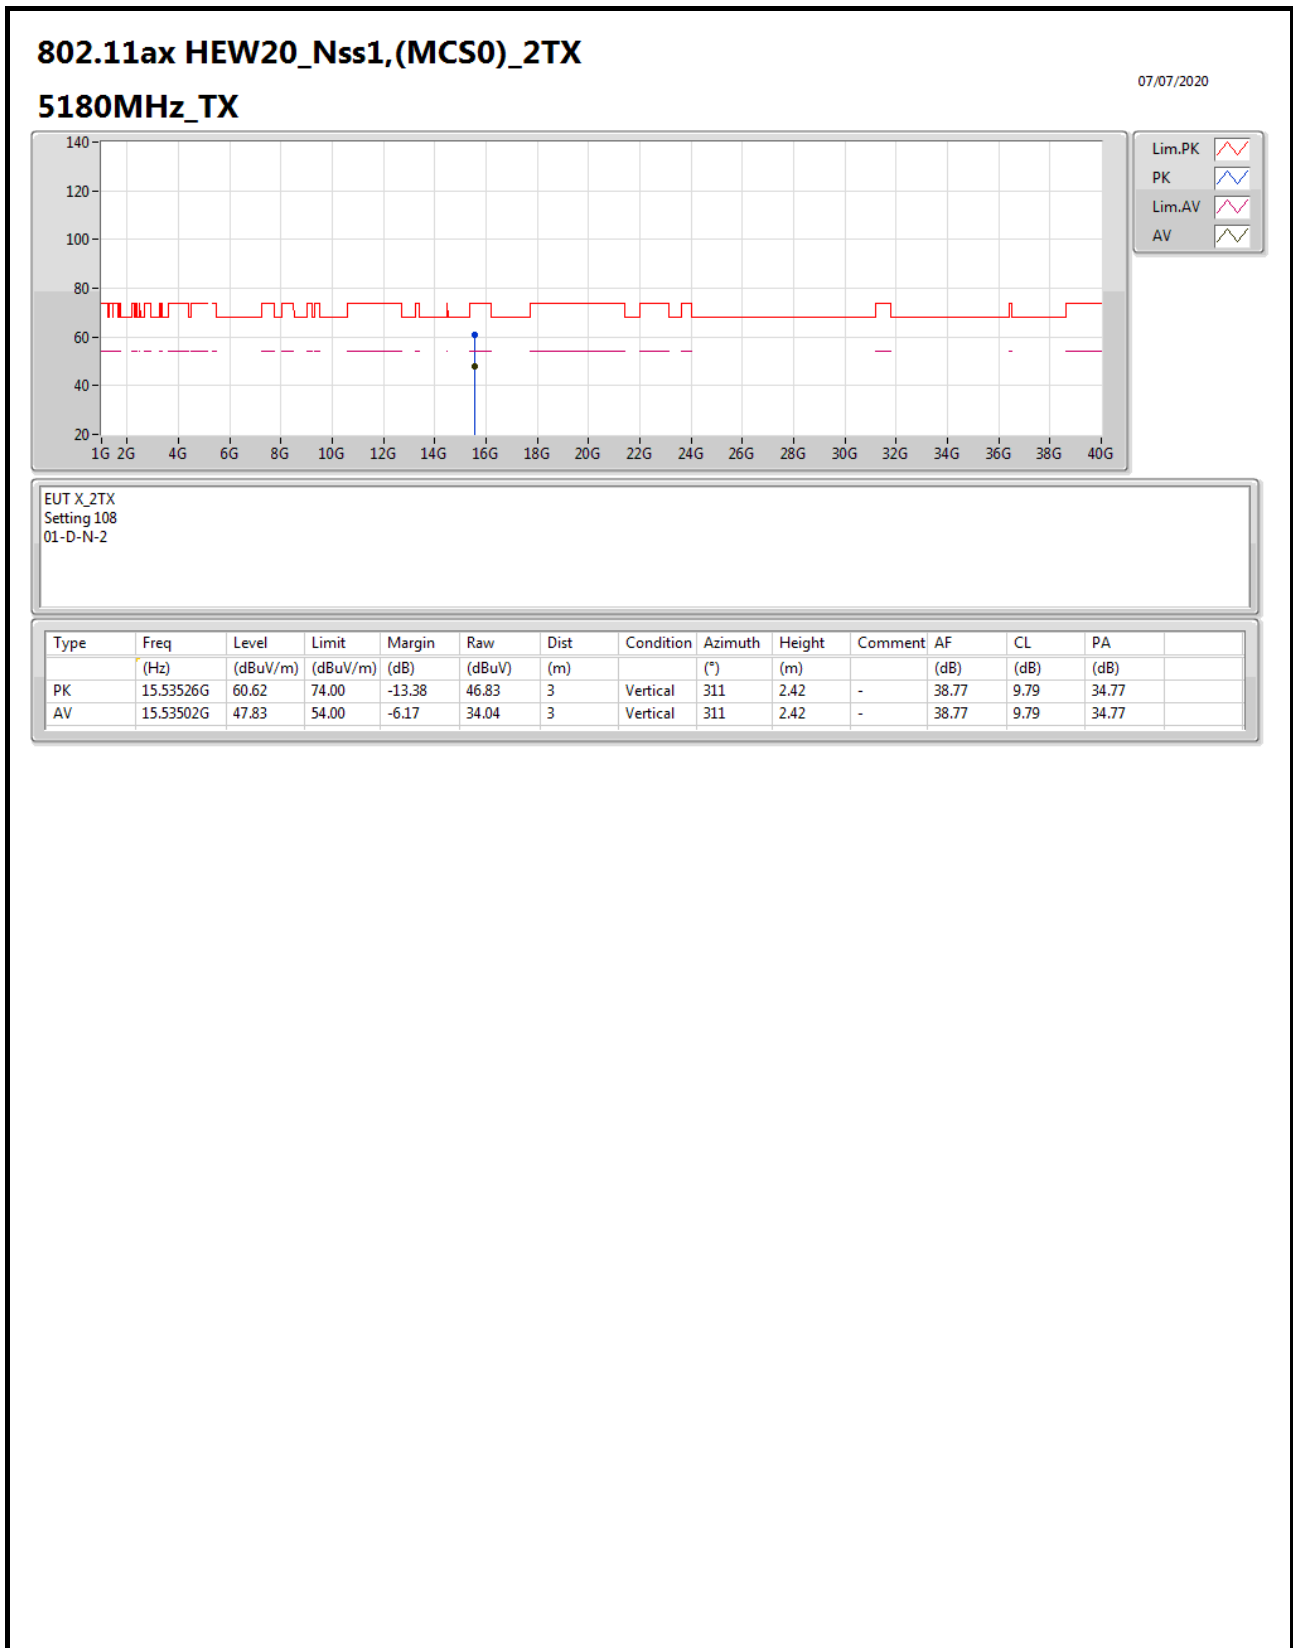 802.11ax HEW20_Nss1,(MCS0)_2TX
07/07/2020
5180MHz_TX
140
120
100
80
60
40
20
1G 2G 4G 6G 8G 10G 12G 14G 16G 18G 20G 22G 24G 26G 28G 30G 32G 34G 36G 38G 40G
Lim.PK
PK
Lim.AV
AV
EUT X_2TX
Setting 108
01-D-N-2
Type Freq Level Limit Margin Raw Dist Condition Azimuth Height Comment AF CL PA
(Hz) (dBuV/m) (dBuV/m) (dB) (dBuV) (m) (°) (m) (dB) (dB) (dB)
PK 15.53526G 60.62 74.00 -13.38 46.83 3 Vertical 311 2.42 - 38.77 9.79 34.77
AV 15.53502G 47.83 54.00 -6.17 34.04 3 Vertical 311 2.42 - 38.77 9.79 34.77